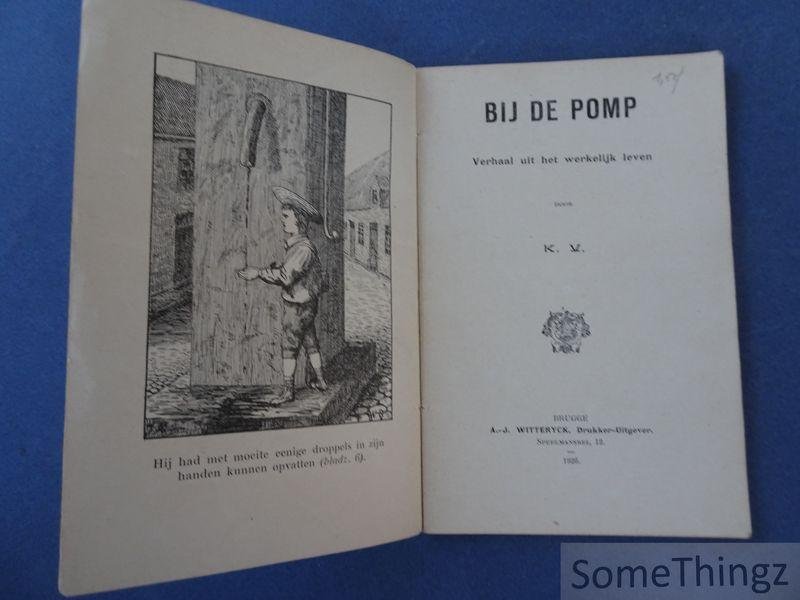 Hij had met moeite eenige droppels in zijn
handen kunnen opvatten (bladz. 6).
BIJ DE POMP
Verhaal uit het werkelijk leven
DOOR
K. V.
BRUGGE
A.-J. WITTERYCK, Drukker-Uitgever.
SPEELMANSREI, 12.
1926.
SomeThingz